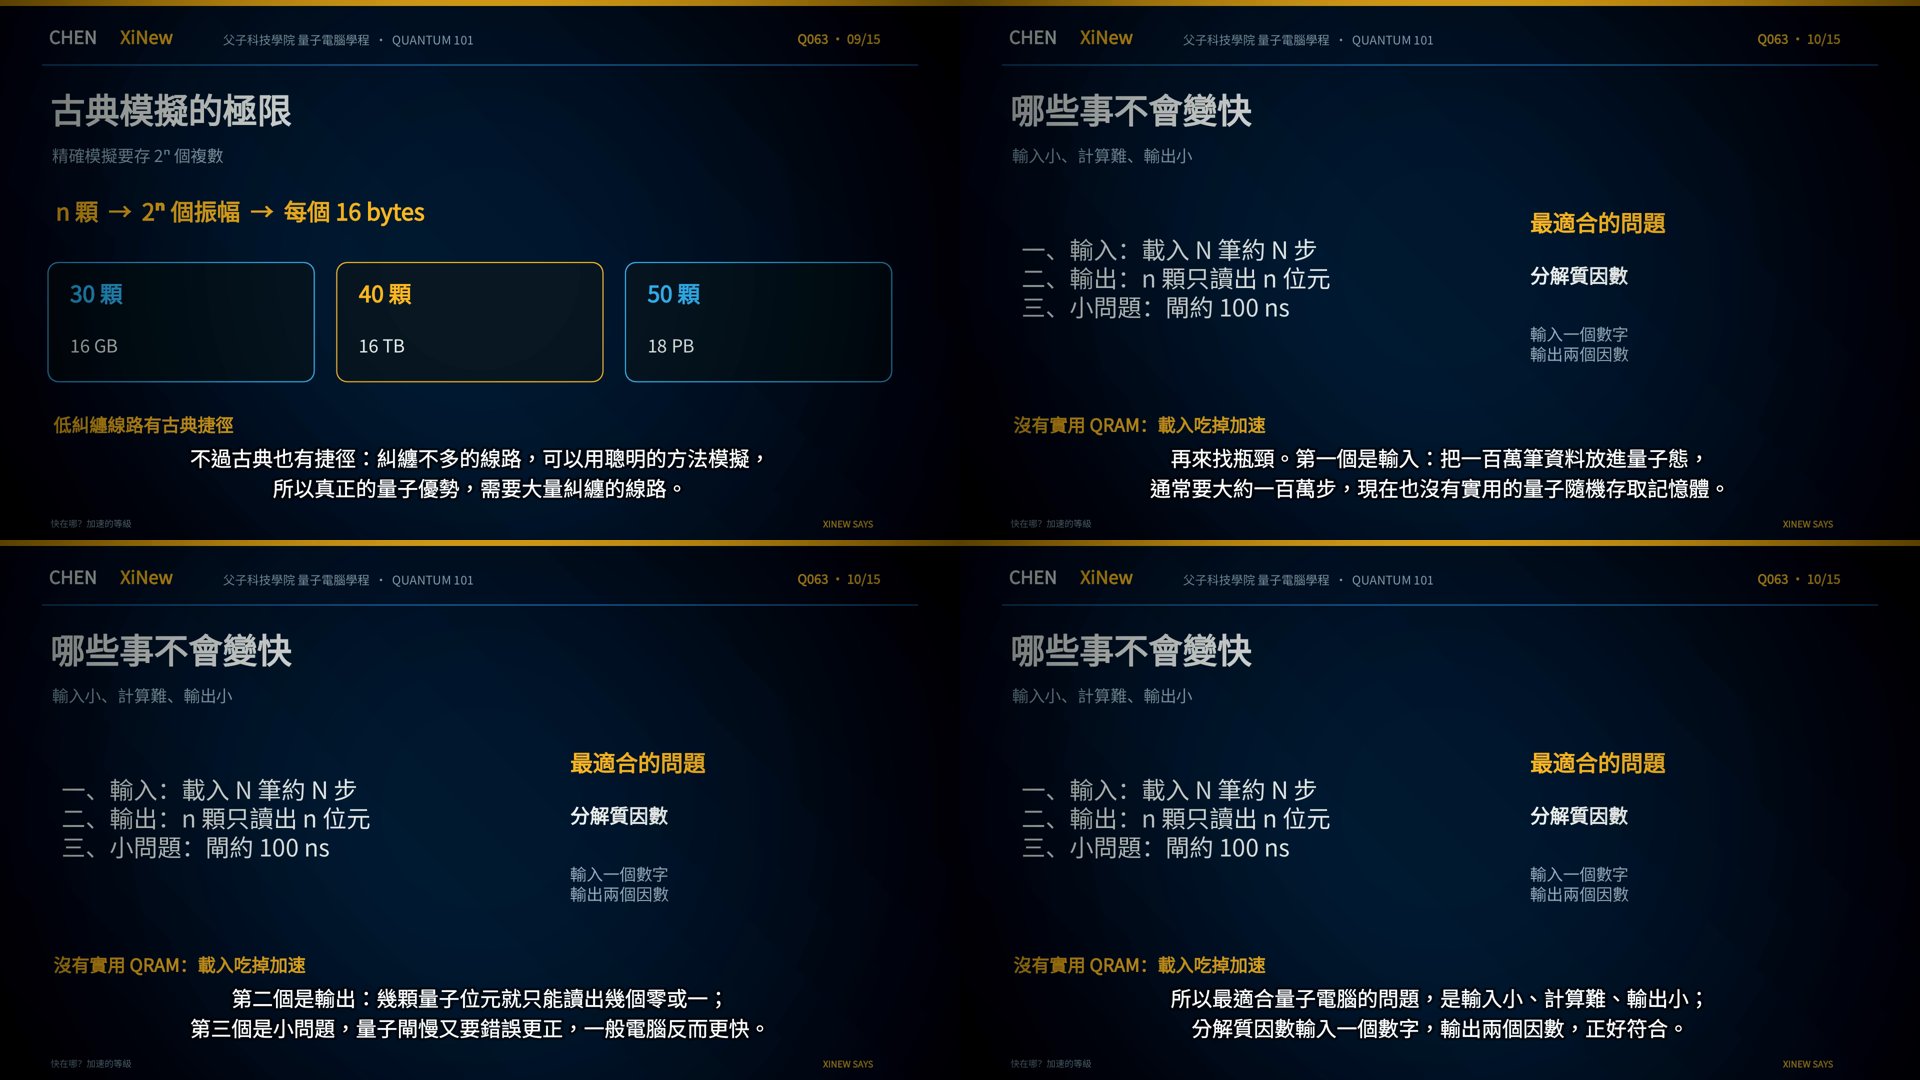 CHEN XiNew 父子科技學院 量子電腦學程 · QUANTUM 101 Q063 · 09/15
古典模擬的極限
精確模擬要存 2ⁿ 個複數
n 顆 → 2ⁿ 個振幅 → 每個 16 bytes
30 顆 40 顆 50 顆
16 GB 16 TB 18 PB
低糾纏線路有古典捷徑
不過古典也有捷徑：糾纏不多的線路，可以用聰明的方法模擬，
所以真正的量子優勢，需要大量糾纏的線路。
快在哪？加速的等級 XINEW SAYS
CHEN XiNew 父子科技學院 量子電腦學程 · QUANTUM 101 Q063 · 10/15
哪些事不會變快
輸入小、計算難、輸出小
一、輸入：載入 N 筆約 N 步
二、輸出：n 顆只讀出 n 位元
三、小問題：閘約 100 ns
最適合的問題
分解質因數
輸入一個數字
輸出兩個因數
沒有實用 QRAM：載入吃掉加速
再來找瓶頸。第一個是輸入：把一百萬筆資料放進量子態，
通常要大約一百萬步，現在也沒有實用的量子隨機存取記憶體。
快在哪？加速的等級 XINEW SAYS
CHEN XiNew 父子科技學院 量子電腦學程 · QUANTUM 101 Q063 · 10/15
哪些事不會變快
輸入小、計算難、輸出小
一、輸入：載入 N 筆約 N 步
二、輸出：n 顆只讀出 n 位元
三、小問題：閘約 100 ns
最適合的問題
分解質因數
輸入一個數字
輸出兩個因數
沒有實用 QRAM：載入吃掉加速
第二個是輸出：幾顆量子位元就只能讀出幾個零或一；
第三個是小問題，量子閘慢又要錯誤更正，一般電腦反而更快。
快在哪？加速的等級 XINEW SAYS
CHEN XiNew 父子科技學院 量子電腦學程 · QUANTUM 101 Q063 · 10/15
哪些事不會變快
輸入小、計算難、輸出小
一、輸入：載入 N 筆約 N 步
二、輸出：n 顆只讀出 n 位元
三、小問題：閘約 100 ns
最適合的問題
分解質因數
輸入一個數字
輸出兩個因數
沒有實用 QRAM：載入吃掉加速
所以最適合量子電腦的問題，是輸入小、計算難、輸出小；
分解質因數輸入一個數字，輸出兩個因數，正好符合。
快在哪？加速的等級 XINEW SAYS